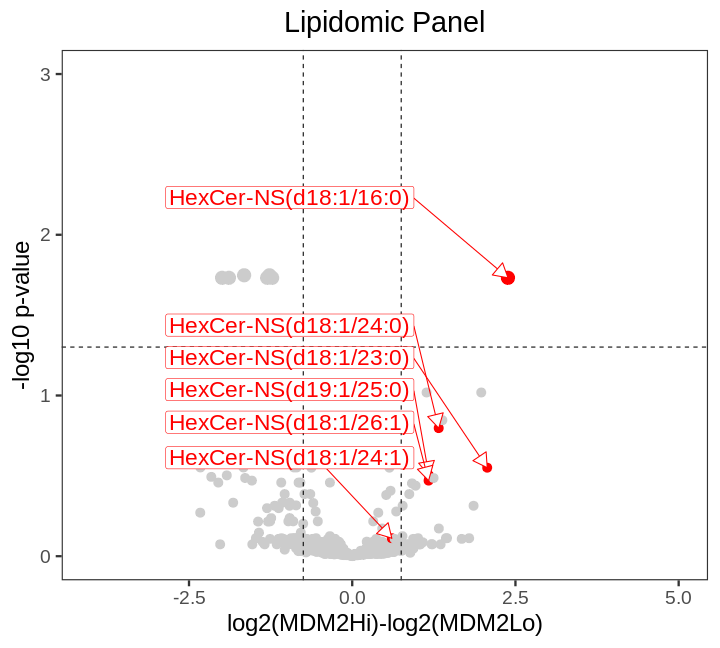 Lipidomic Panel
3
2
1
0
-log10 p-value
HexCer-NS(d18:1/16:0)
HexCer-NS(d18:1/24:0)
HexCer-NS(d18:1/23:0)
HexCer-NS(d19:1/25:0)
HexCer-NS(d18:1/26:1)
HexCer-NS(d18:1/24:1)
-2.5 0.0 2.5 5.0
log2(MDM2Hi)-log2(MDM2Lo)